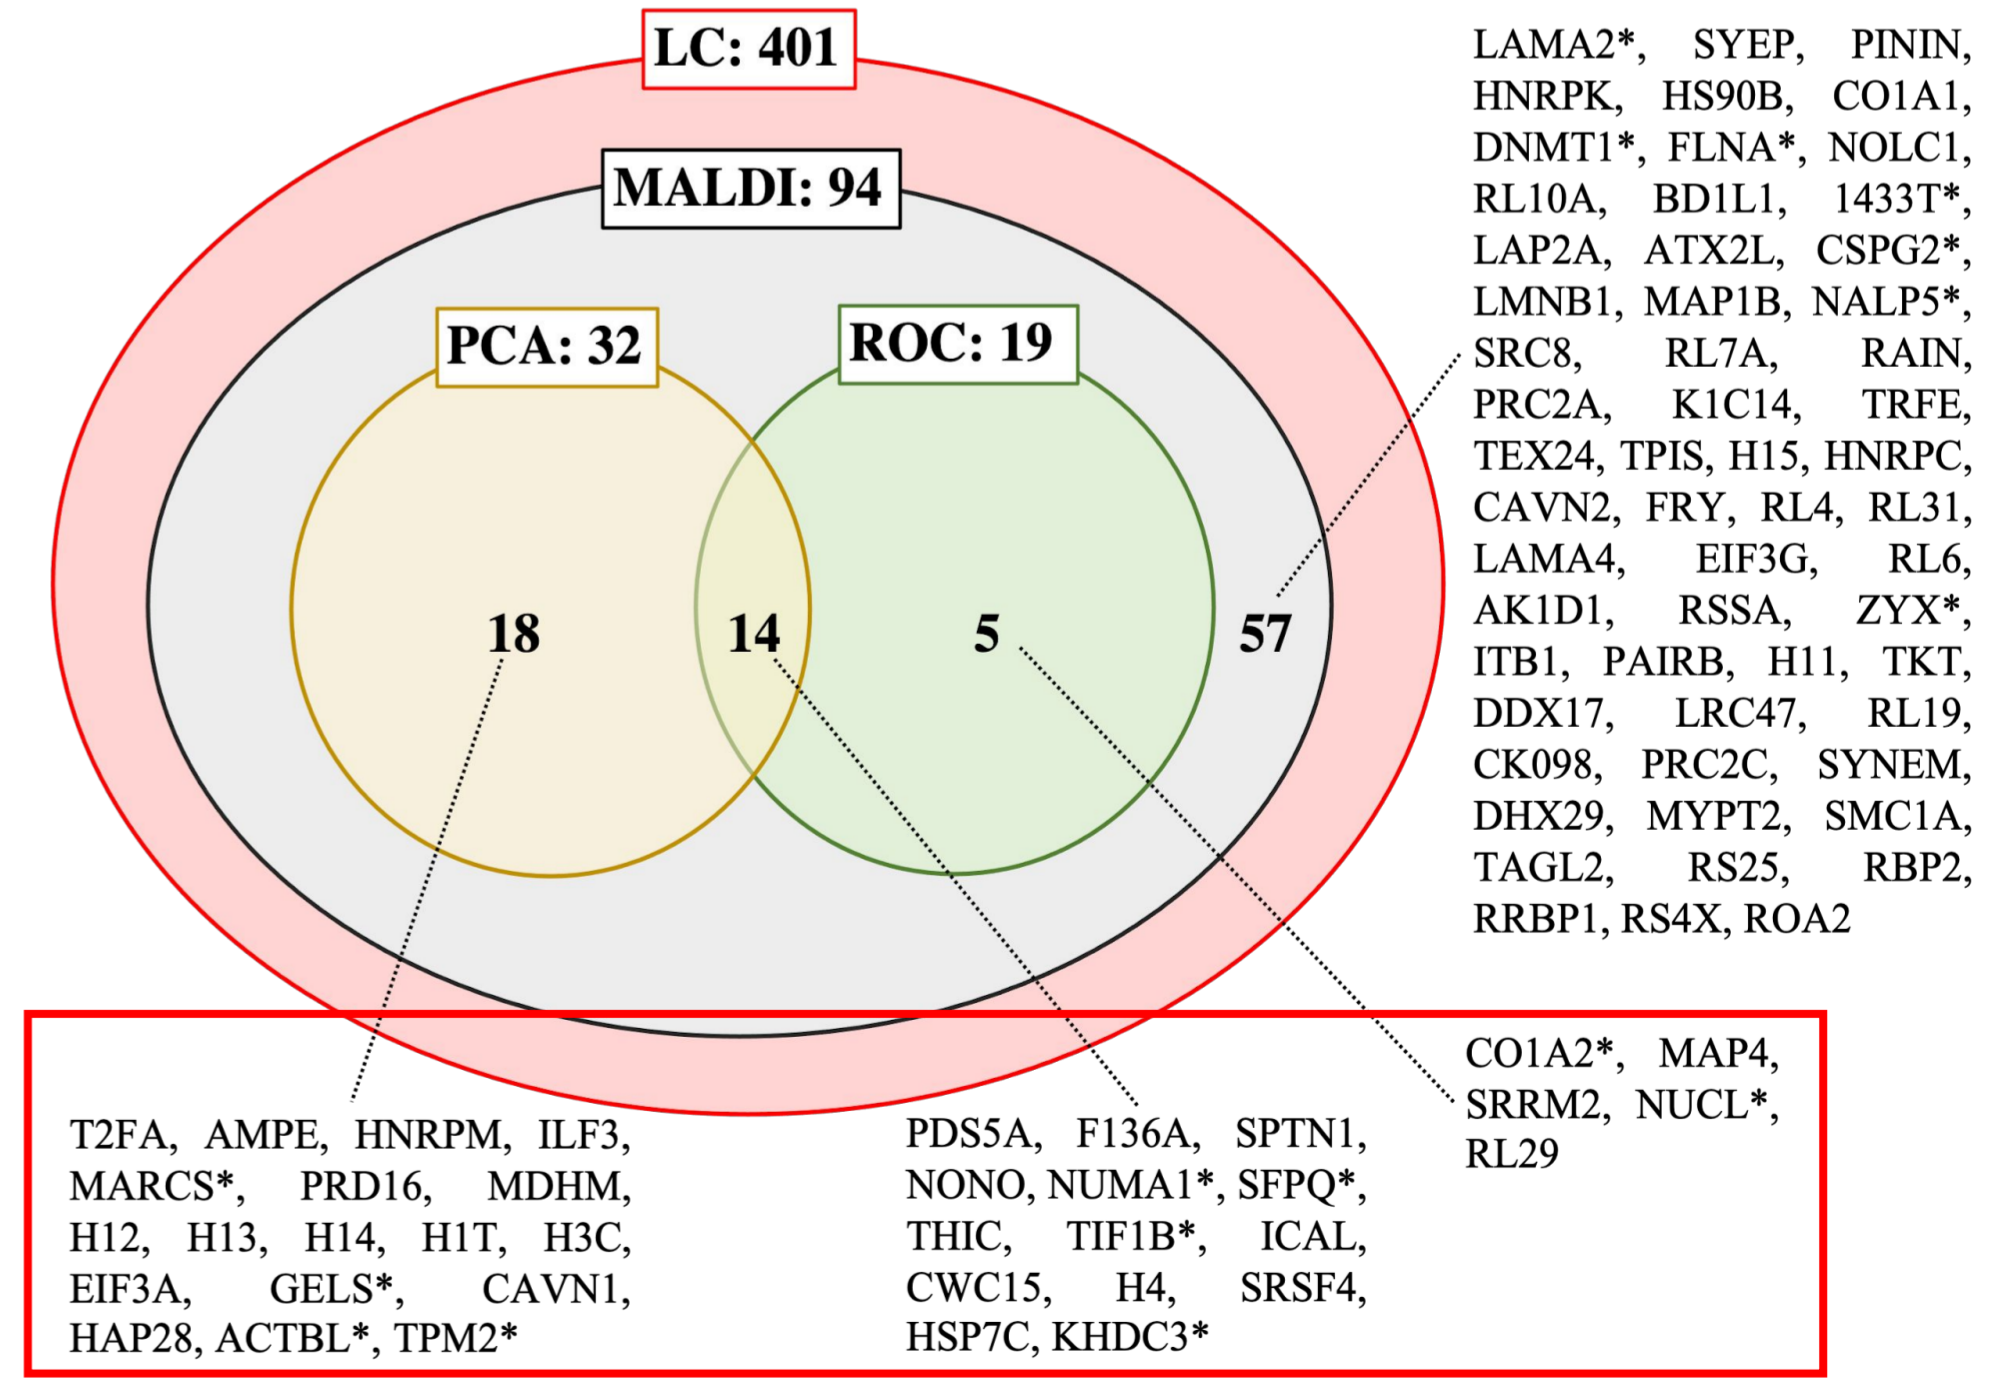 LC: 401
MALDI: 94
PCA: 32
ROC: 19
18
14
5
57
LAMA2*, SYEP, PININ,
HNRPK, HS90B, CO1A1,
DNMT1*, FLNA*, NOLC1,
RL10A, BD1L1, 1433T*,
LAP2A, ATX2L, CSPG2*,
LMNB1, MAP1B, NALP5*,
SRC8, RL7A, RAIN,
PRC2A, K1C14, TRFE,
TEX24, TPIS, H15, HNRPC,
CAVN2, FRY, RL4, RL31,
LAMA4, EIF3G, RL6,
AK1D1, RSSA, ZYX*,
ITB1, PAIRB, H11, TKT,
DDX17, LRC47, RL19,
CK098, PRC2C, SYNEM,
DHX29, MYPT2, SMC1A,
TAGL2, RS25, RBP2,
RRBP1, RS4X, ROA2
T2FA, AMPE, HNRPM, ILF3,
MARCS*, PRD16, MDHM,
H12, H13, H14, H1T, H3C,
EIF3A, GELS*, CAVN1,
HAP28, ACTBL*, TPM2*
PDS5A, F136A, SPTN1,
NONO, NUMA1*, SFPQ*,
THIC, TIF1B*, ICAL,
CWC15, H4, SRSF4,
HSP7C, KHDC3*
CO1A2*, MAP4,
SRRM2, NUCL*,
RL29